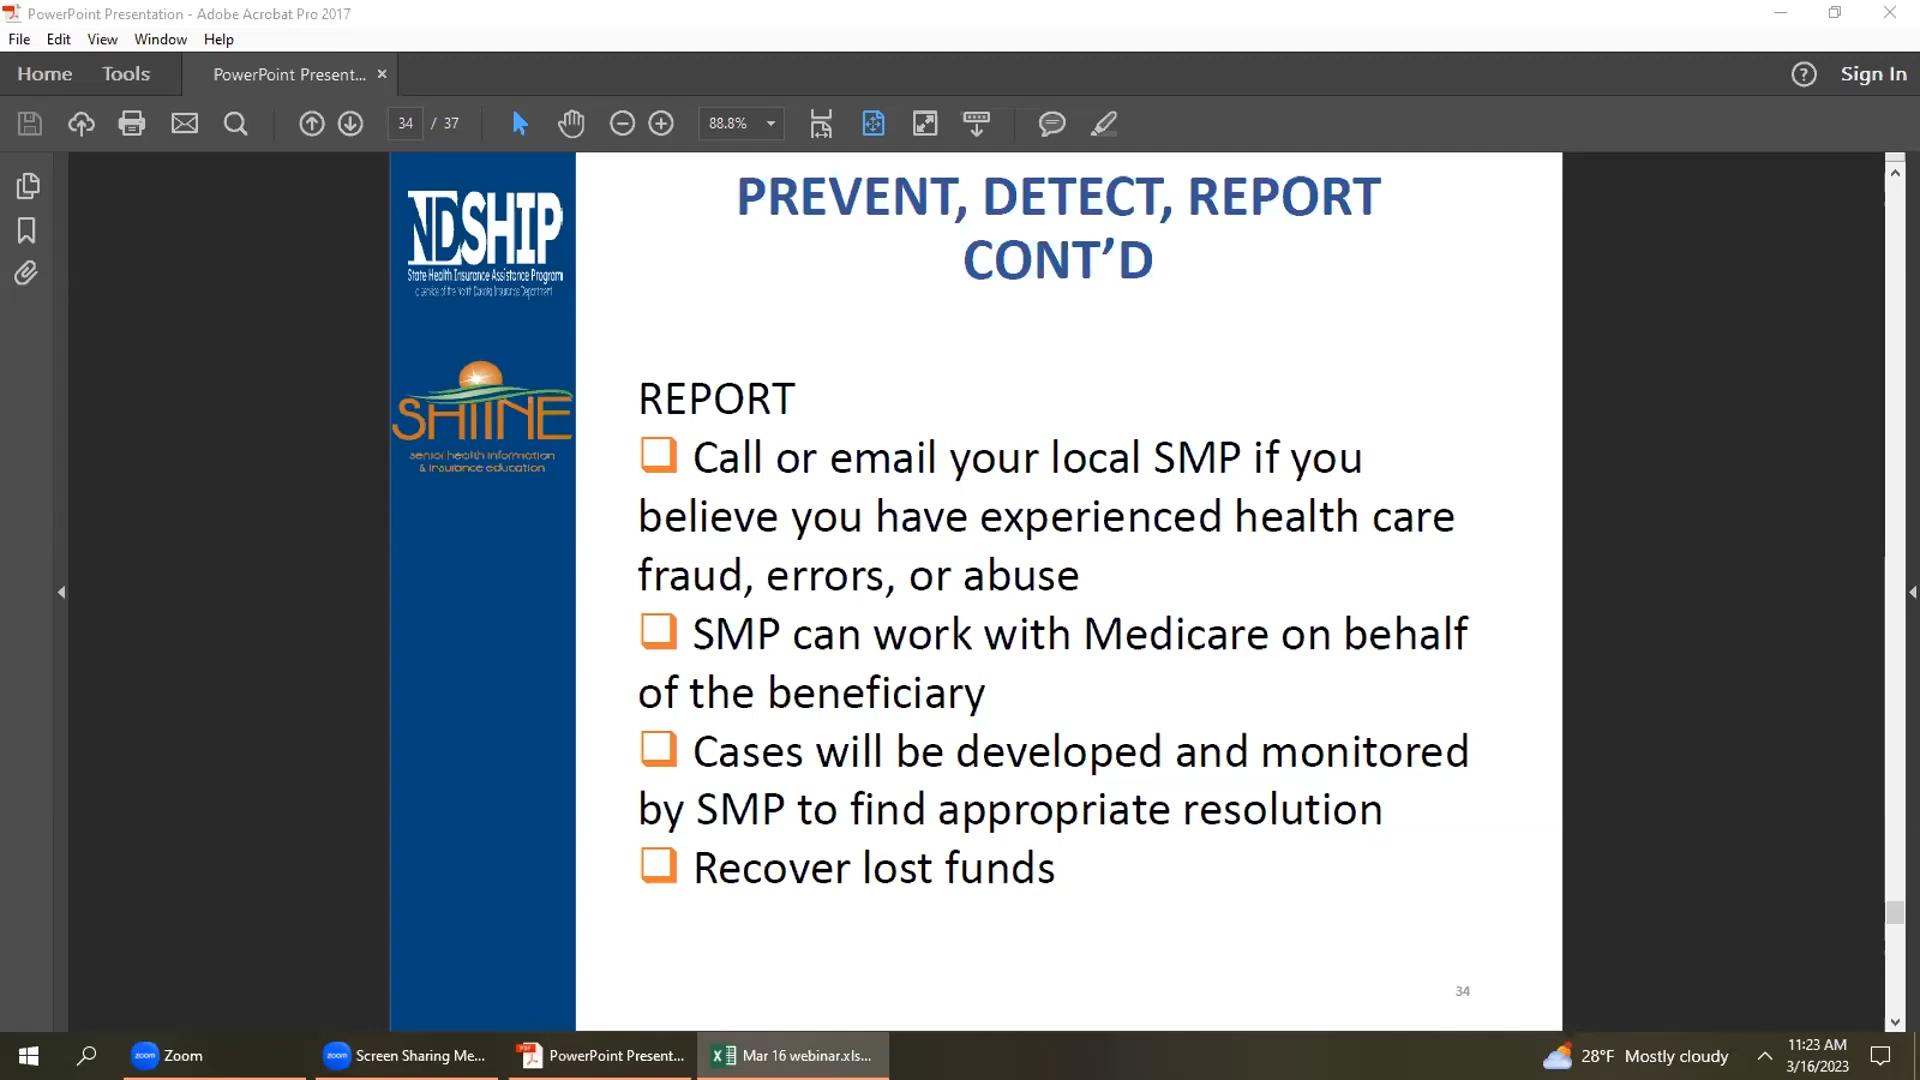 PowerPoint Presentation - Adobe Acrobat Pro 2017
File Edit View Window Help
Home Tools PowerPoint Present... × Sign In
34 / 37 88.8%
NDSHIP
State Health Insurance Assistance Program
a service of the North Dakota Insurance Department
SHIINE
senior health information
& insurance education
PREVENT, DETECT, REPORT
CONT’D
REPORT
Call or email your local SMP if you
believe you have experienced health care
fraud, errors, or abuse
SMP can work with Medicare on behalf
of the beneficiary
Cases will be developed and monitored
by SMP to find appropriate resolution
Recover lost funds
34
zoom Zoom
zoom Screen Sharing Me...
PowerPoint Present...
Mar 16 webinar.xls...
28°F Mostly cloudy
11:23 AM
3/16/2023